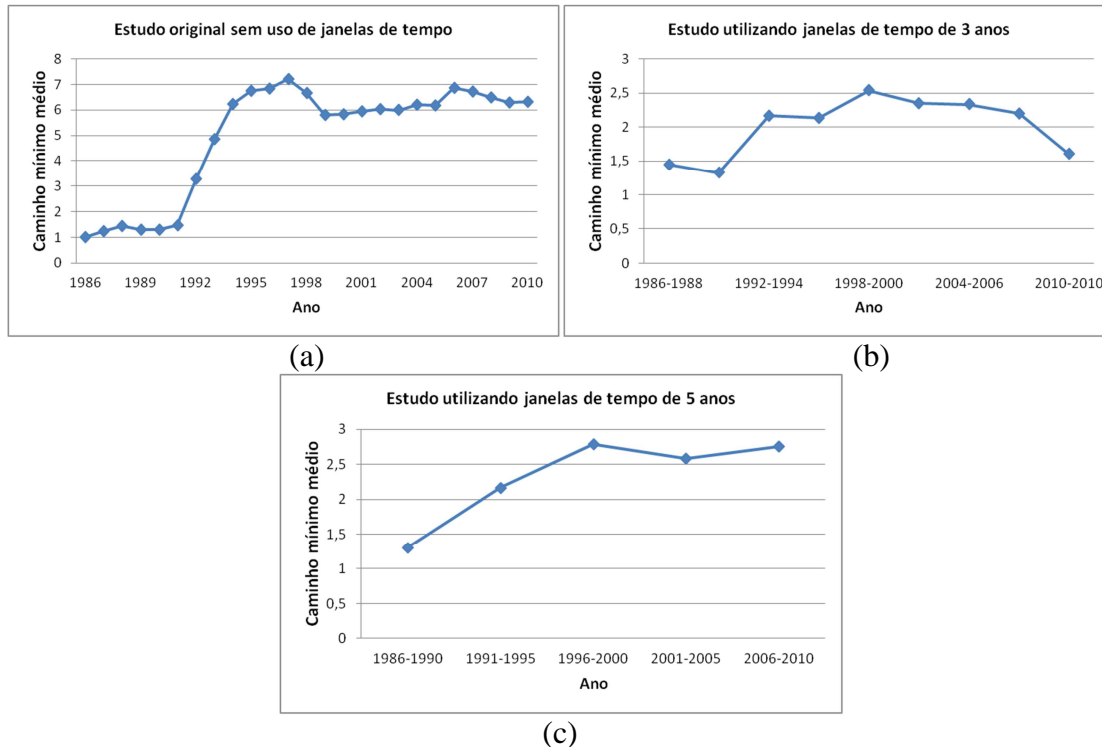 Estudo original sem uso de janelas de tempo
Caminho mínimo médio
8
7
6
5
4
3
2
1
0
1986 1989 1992 1995 1998 2001 2004 2007 2010
Ano
(a)
Estudo utilizando janelas de tempo de 3 anos
Caminho mínimo médio
3
2,5
2
1,5
1
0,5
0
1986-1988 1992-1994 1998-2000 2004-2006 2010-2010
Ano
(b)
Estudo utilizando janelas de tempo de 5 anos
Caminho mínimo médio
3
2,5
2
1,5
1
0,5
0
1986-1990 1991-1995 1996-2000 2001-2005 2006-2010
Ano
(c)